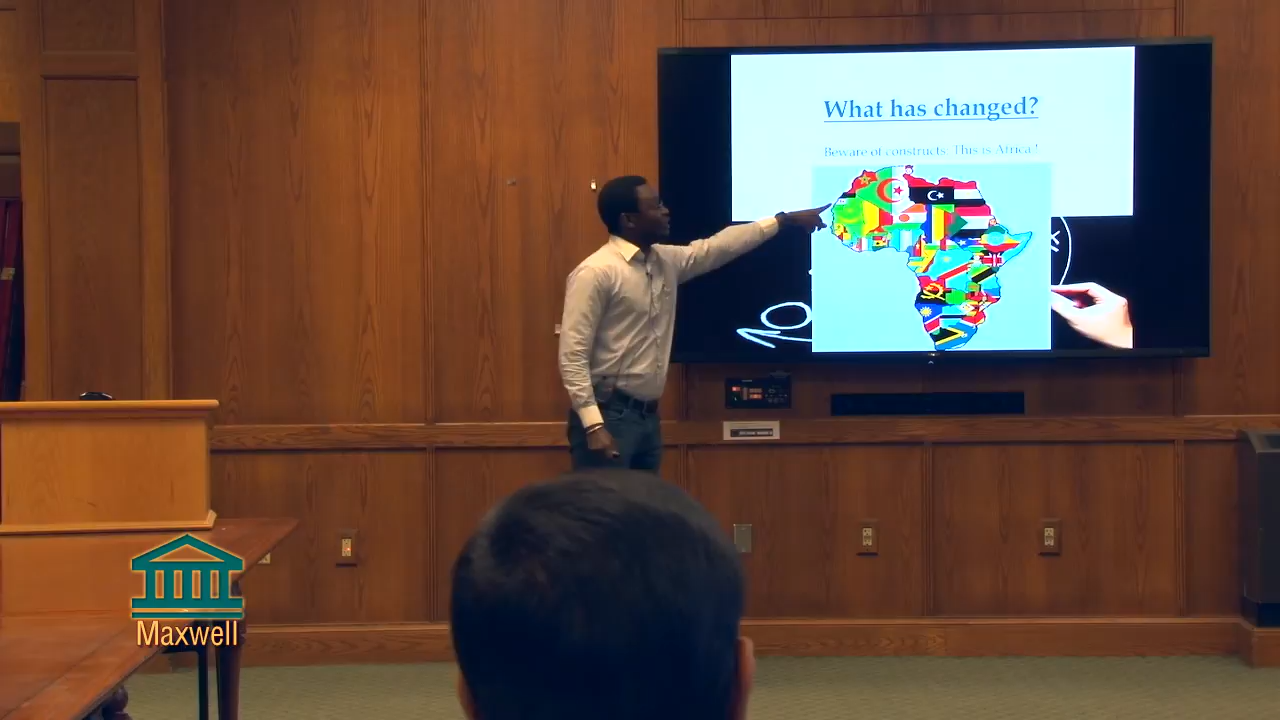 What has changed?
Beware of constructs: This is Africa!
Maxwell